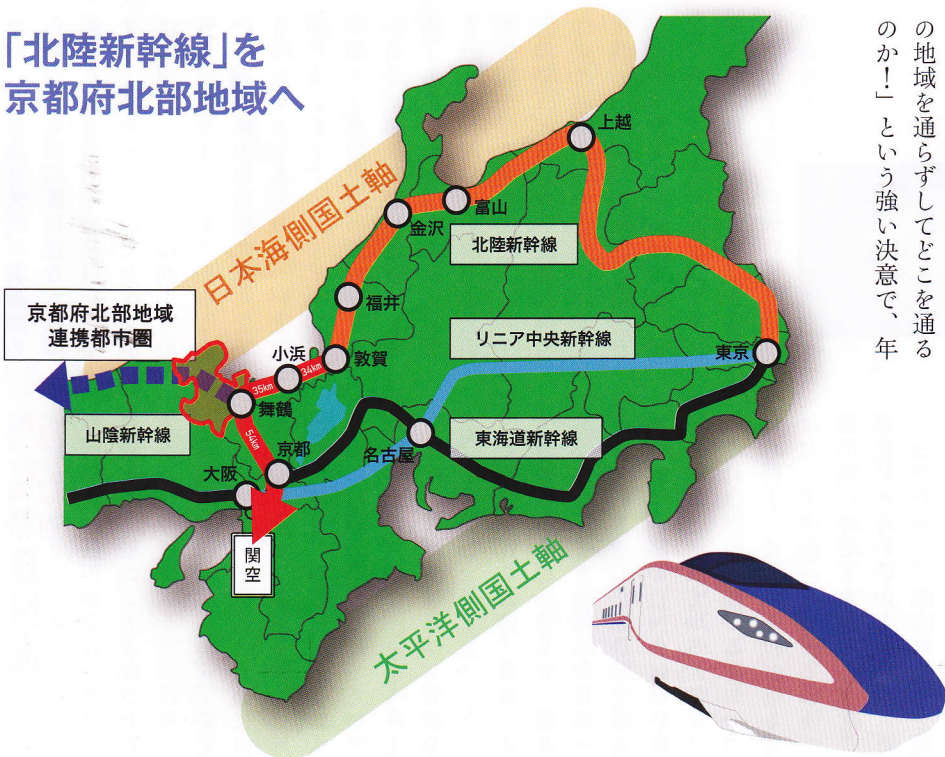 の地域を通らずしてどこを通る
のか！」という強い決意で、年
「北陸新幹線」を
京都府北部地域へ
日本海側国土軸
上越
富山
金沢
北陸新幹線
福井
京都府北部地域
連携都市圏
小浜
敦賀
リニア中央新幹線
東京
35km
34km
舞鶴
山陰新幹線
54km
京都
大阪
名古屋
東海道新幹線
関空
太平洋側国土軸